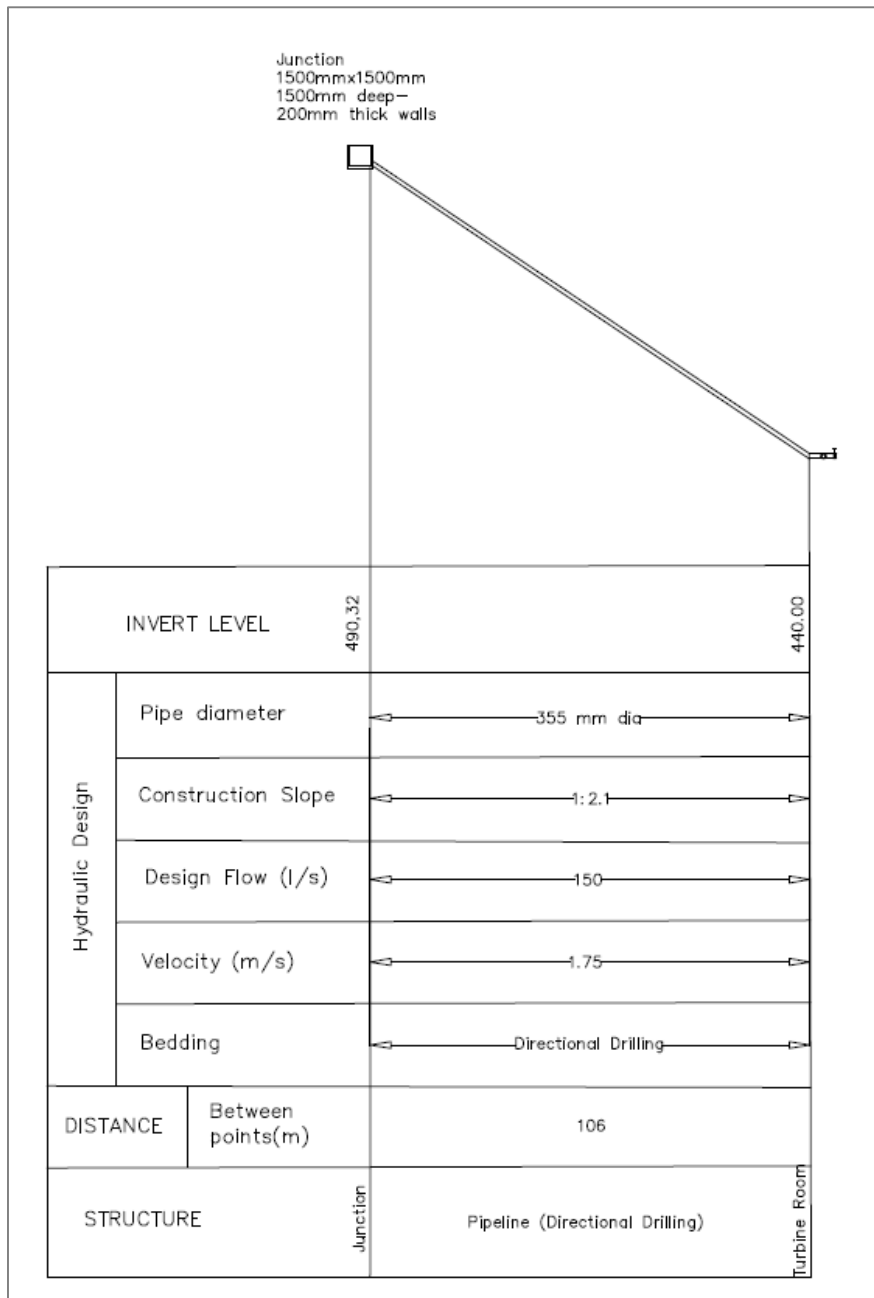 Junction
1500mmx1500mm
1500mm deep-
200mm thick walls
INVERT LEVEL
490,32
440.00
Hydraulic Design
Pipe diameter
355 mm dia
Construction Slope
1:2.1
Design Flow (l/s)
150
Velocity (m/s)
1.75
Bedding
Directional Drilling
DISTANCE
Between
points(m)
106
STRUCTURE
Junction
Pipeline (Directional Drilling)
Turbine Room